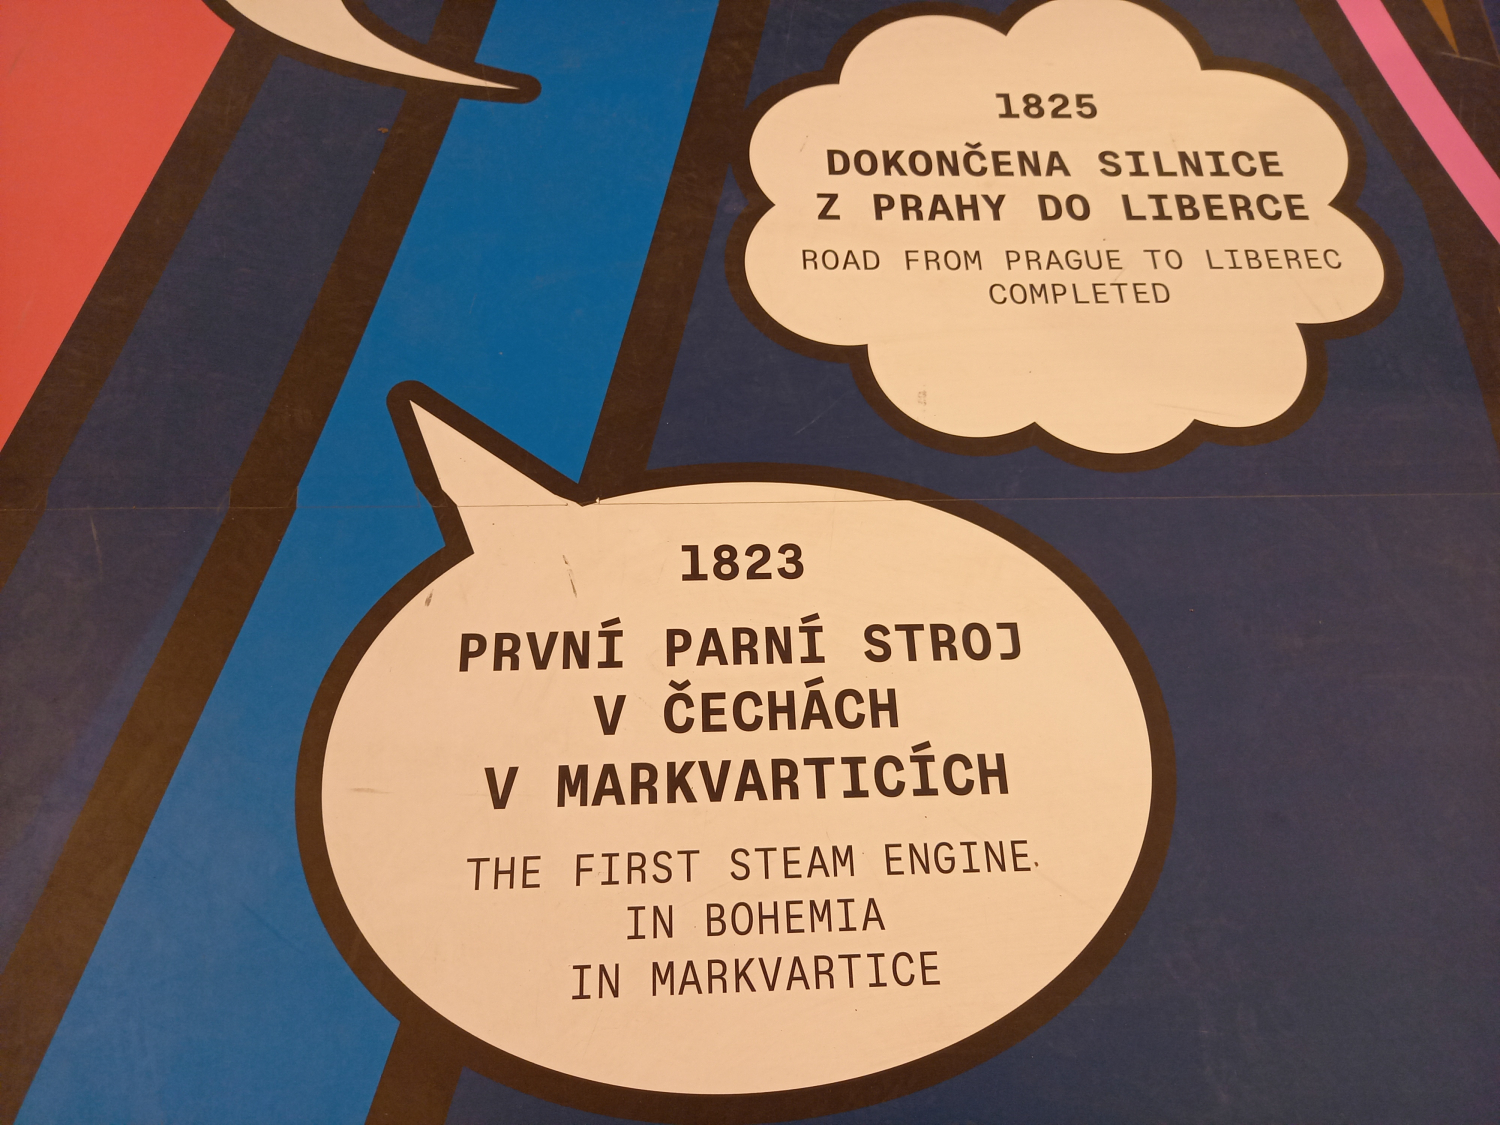 1825
DOKONČENA SILNICE
Z PRAHY DO LIBERCE
ROAD FROM PRAGUE TO LIBEREC
COMPLETED
1823
PRVNÍ PARNÍ STROJ
V ČECHÁCH
V MARKVARTICÍCH
THE FIRST STEAM ENGINE
IN BOHEMIA
IN MARKVARTICE